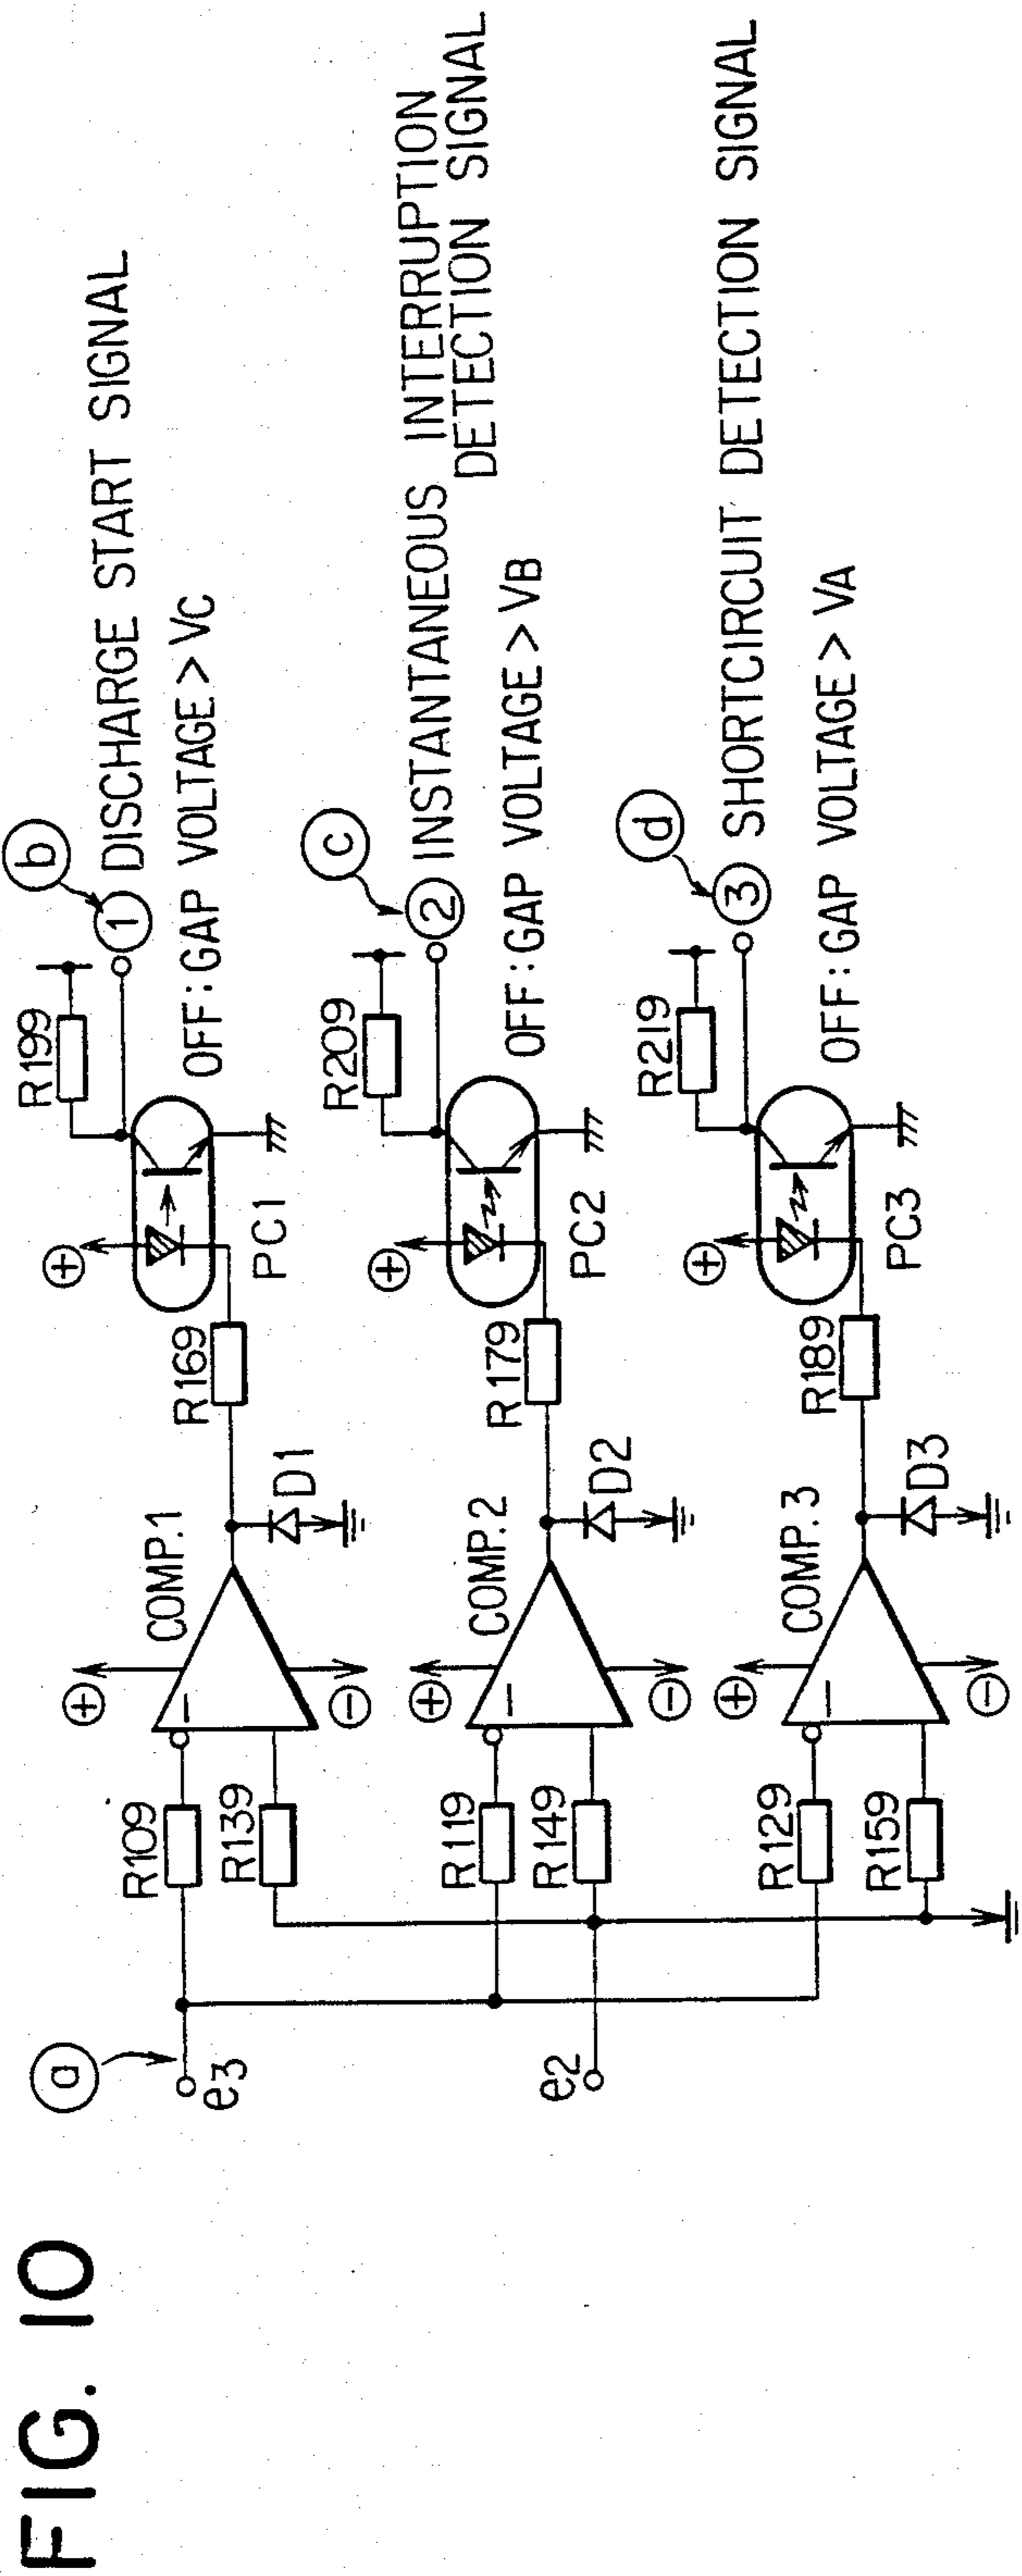 FIG. 10
a
e3
e2
R109
R139
COMP.1
⊕
−
⊖
D1
R169
⊕
PC1
R199
b
① DISCHARGE START SIGNAL
OFF:GAP VOLTAGE>VC
R119
R149
COMP.2
⊕
−
⊖
D2
R179
⊕
PC2
R209
c
② INSTANTANEOUS INTERRUPTION
DETECTION SIGNAL
OFF:GAP VOLTAGE>VB
R129
R159
COMP.3
⊕
−
⊖
D3
R189
⊕
PC3
R219
d
③ SHORTCIRCUIT DETECTION SIGNAL
OFF:GAP VOLTAGE>VA